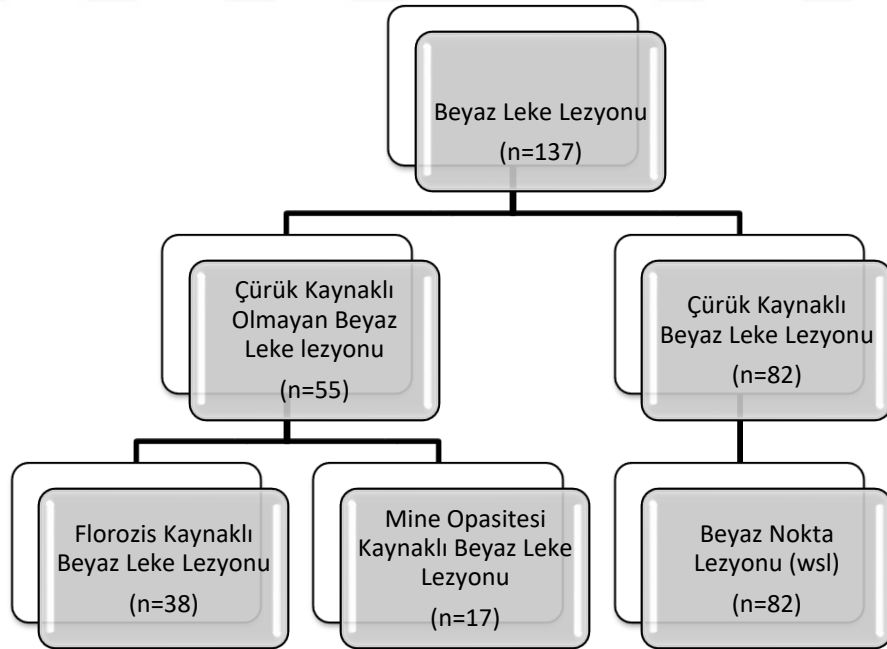 Beyaz Leke Lezyonu
(n=137)
Çürük Kaynaklı
Olmayan Beyaz
Leke lezyonu
(n=55)
Çürük Kaynaklı
Beyaz Leke Lezyonu
(n=82)
Florozis Kaynaklı
Beyaz Leke Lezyonu
(n=38)
Mine Opasitesi
Kaynaklı Beyaz Leke
Lezyonu
(n=17)
Beyaz Nokta
Lezyonu (wsl)
(n=82)